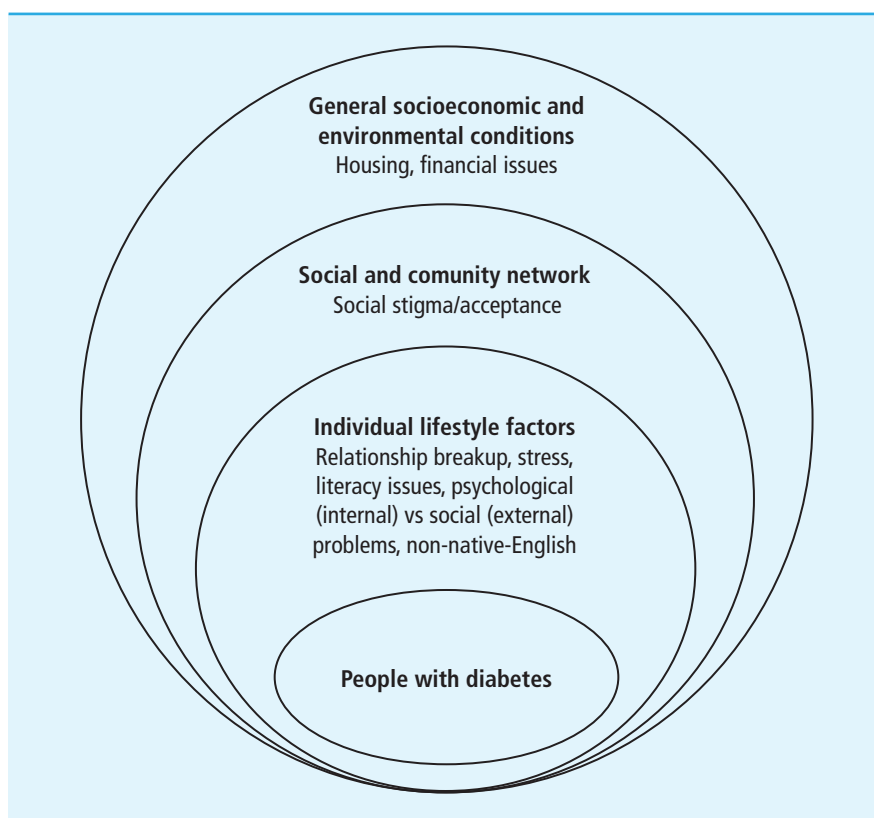 General socioeconomic and
environmental conditions
Housing, financial issues
Social and comunity network
Social stigma/acceptance
Individual lifestyle factors
Relationship breakup, stress,
literacy issues, psychological
(internal) vs social (external)
problems, non-native-English
People with diabetes